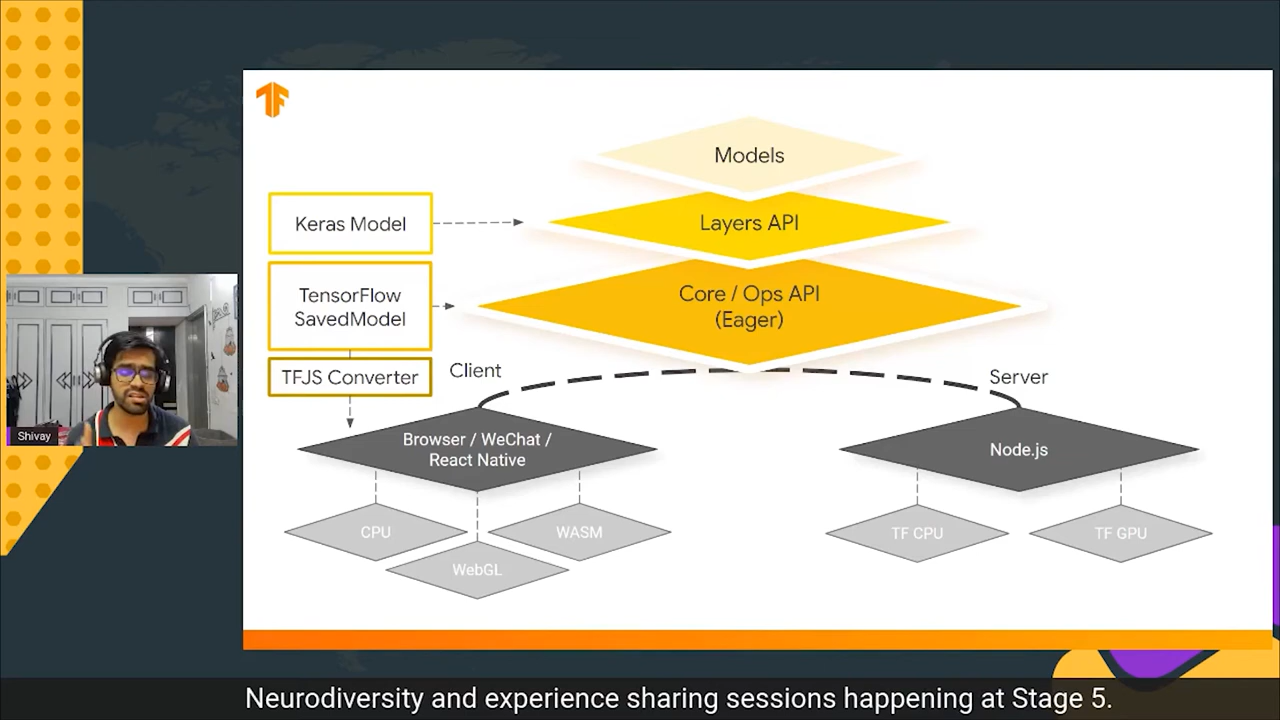 Models
Keras Model
Layers API
TensorFlow
SavedModel
Core / Ops API
(Eager)
TFJS Converter
Client
Server
Browser / WeChat /
React Native
Node.js
CPU
WebGL
WASM
TF CPU
TF GPU
Shivay
Neurodiversity and experience sharing sessions happening at Stage 5.